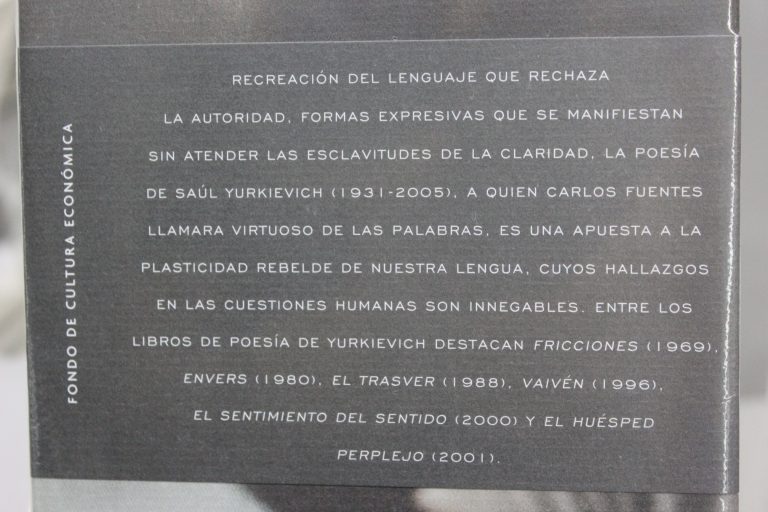 RECREACIÓN DEL LENGUAJE QUE RECHAZA
LA AUTORIDAD, FORMAS EXPRESIVAS QUE SE MANIFIESTAN
SIN ATENDER LAS ESCLAVITUDES DE LA CLARIDAD, LA POESÍA
DE SAÚL YURKIEVICH (1931-2005), A QUIEN CARLOS FUENTES
LLAMARA VIRTUOSO DE LAS PALABRAS, ES UNA APUESTA A LA
PLASTICIDAD REBELDE DE NUESTRA LENGUA, CUYOS HALLAZGOS
EN LAS CUESTIONES HUMANAS SON INNEGABLES. ENTRE LOS
LIBROS DE POESÍA DE YURKIEVICH DESTACAN FRICCIONES (1969),
ENVERS (1980), EL TRASVER (1988), VAIVÉN (1996),
EL SENTIMIENTO DEL SENTIDO (2000) Y EL HUÉSPED
PERPLEJO (2001).
FONDO DE CULTURA ECONÓMICA